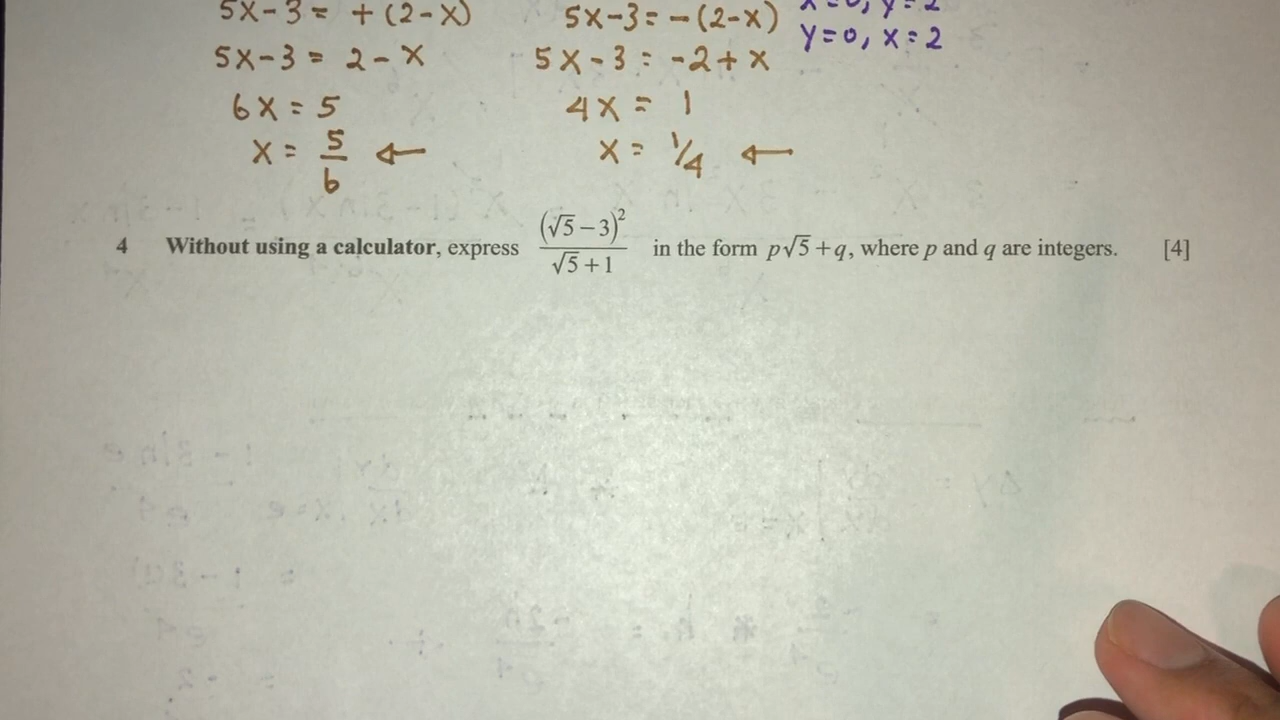 5x-3 = +(2-x) 5x-3 = -(2-x)
y=0, x=2
5x-3 = 2-x 5x-3 = -2+x
6x = 5 4x = 1
x = 5/6 ← x = 1/4 ←
4 Without using a calculator, express (√5−3)²/(√5+1) in the form p√5+q, where p and q are integers. [4]